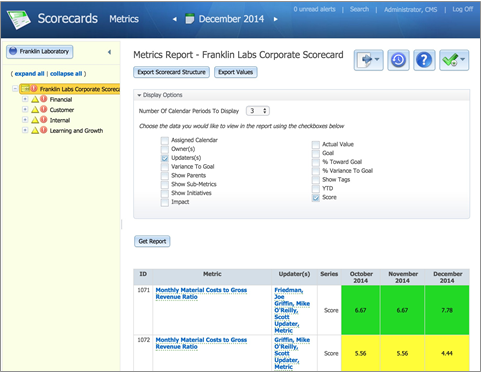 0 unread alerts | Search | Administrator, CMS | Log Off
Scorecards Metrics December 2014
Franklin Laboratory
( expand all | collapse all )
Franklin Labs Corporate Scoreca
Financial
Customer
Internal
Learning and Growth
Metrics Report - Franklin Labs Corporate Scorecard
Export Scorecard Structure Export Values
Display Options
Number Of Calendar Periods To Display 3
Choose the data you would like to view in the report using the checkboxes below
Assigned Calendar
Owner(s)
Updaters(s)
Variance To Goal
Show Parents
Show Sub-Metrics
Show Initiatives
Impact
Actual Value
Goal
% Toward Goal
% Variance To Goal
Show Tags
YTD
Score
Get Report
ID Metric Updater(s) Series October 2014 November 2014 December 2014
1071 Monthly Material Costs to Gross Revenue Ratio Friedman, Joe Griffin, Mike O'Reilly, Scott Updater, Metric Score 6.67 6.67 7.78
1072 Monthly Material Costs to Gross Revenue Ratio Griffin, Mike O'Reilly, Scott Updater, Metric Score 5.56 5.56 4.44